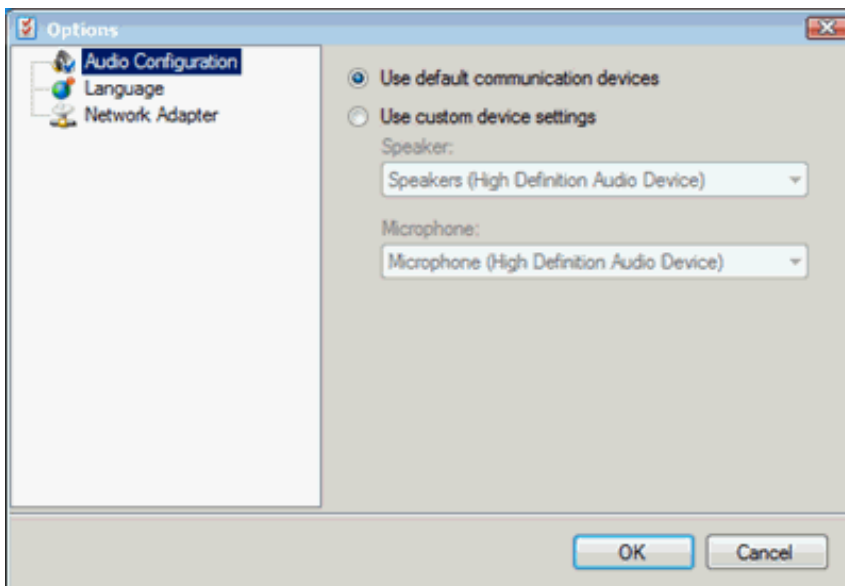 Options
Audio Configuration
Language
Network Adapter
Use default communication devices
Use custom device settings
Speaker:
Speakers (High Definition Audio Device)
Microphone:
Microphone (High Definition Audio Device)
OK
Cancel